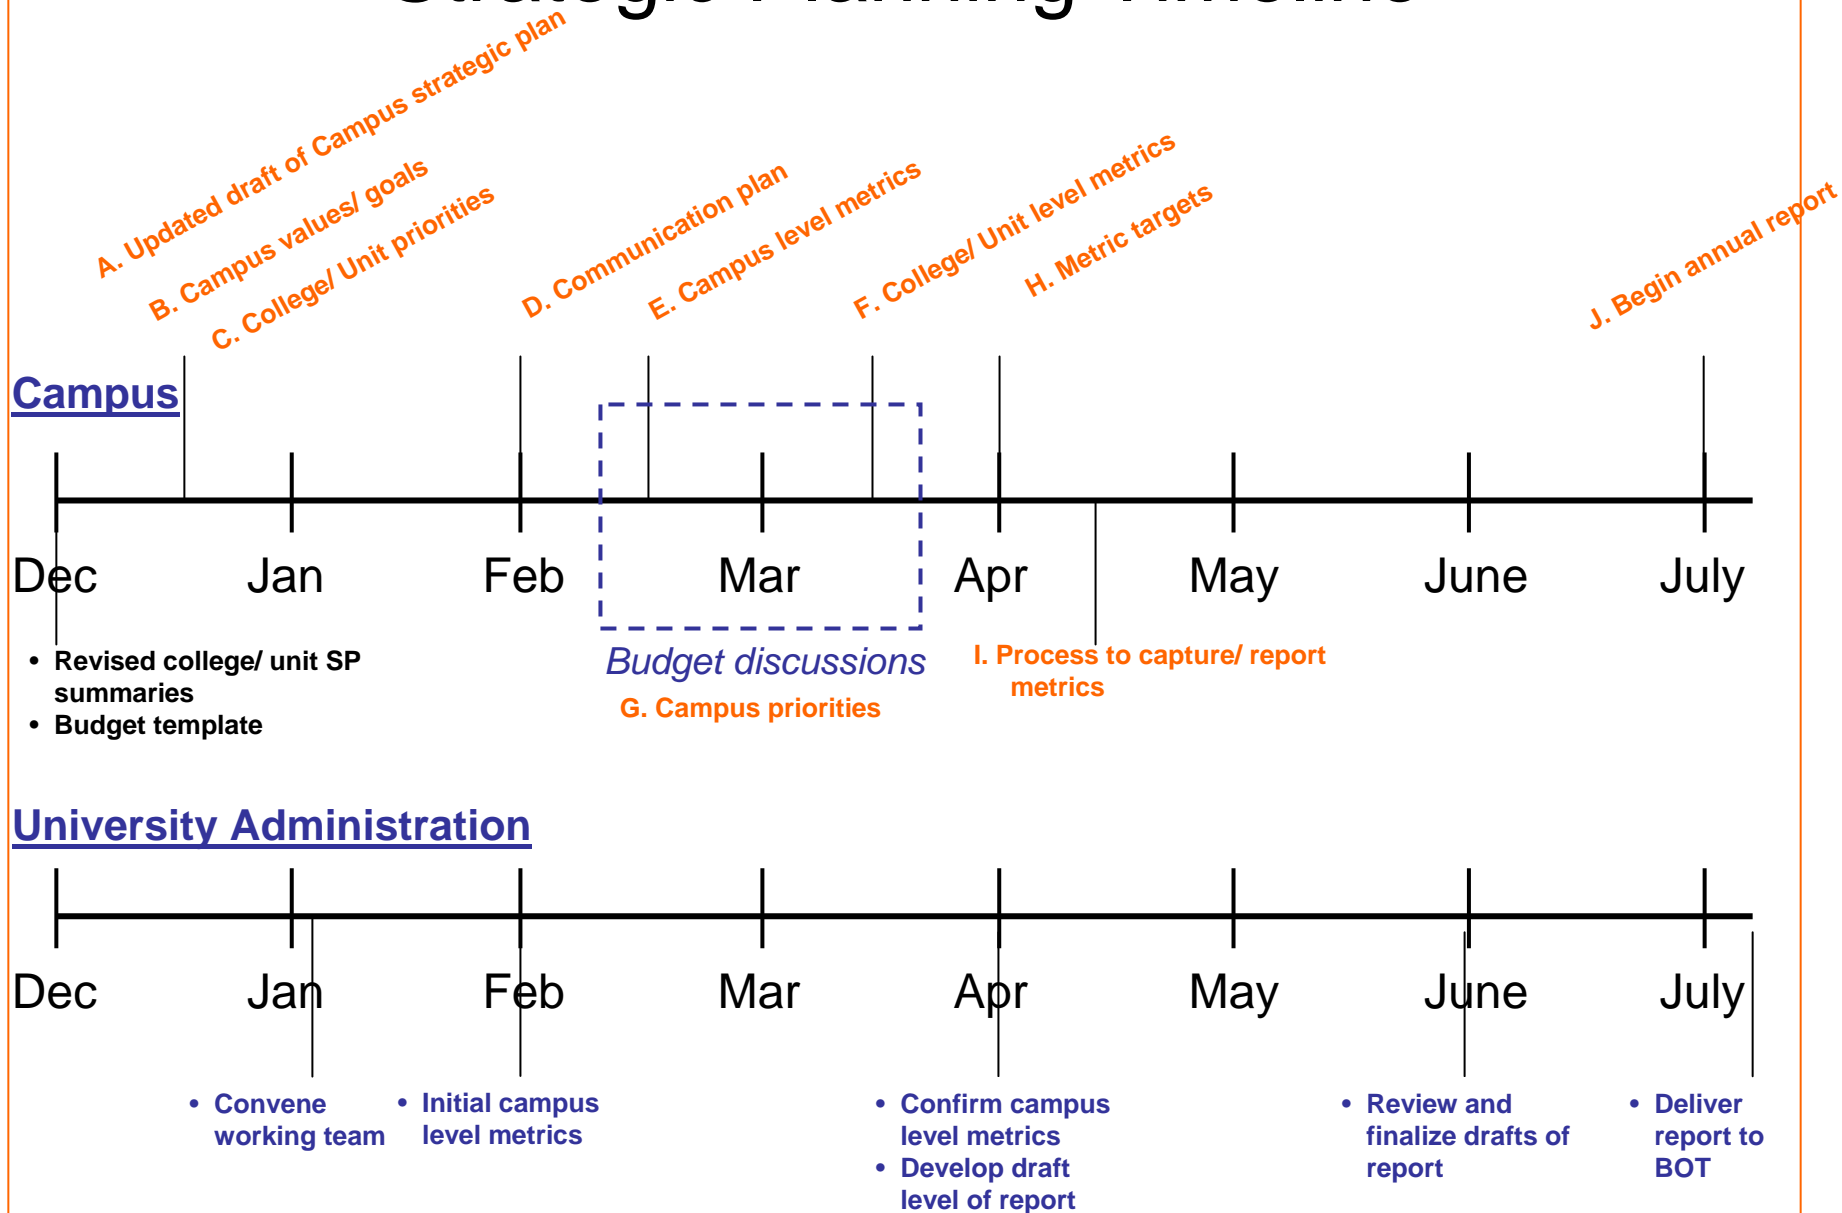 Strategic Planning Timeline
A. Updated draft of Campus strategic plan
B. Campus values/ goals
C. College/ Unit priorities
D. Communication plan
E. Campus level metrics
F. College/ Unit level metrics
H. Metric targets
J. Begin annual report
Campus
Dec Jan Feb Mar Apr May June July
• Revised college/ unit SP
summaries
• Budget template
Budget discussions
G. Campus priorities
I. Process to capture/ report
metrics
University Administration
Dec Jan Feb Mar Apr May June July
• Convene
working team
• Initial campus
level metrics
• Confirm campus
level metrics
• Develop draft
level of report
• Review and
finalize drafts of
report
• Deliver
report to
BOT